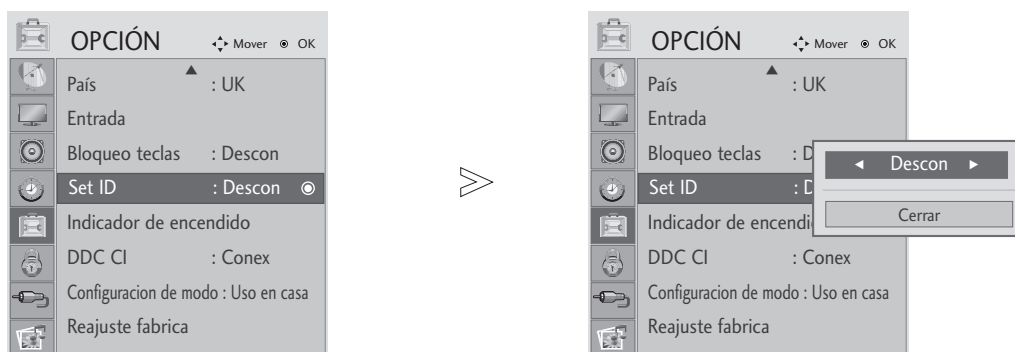 OPCIÓN Mover OK
País : UK
Entrada
Bloqueo teclas : Descon
Set ID : Descon
Indicador de encendido
DDC CI : Conex
Configuracion de modo : Uso en casa
Reajuste fabrica
OPCIÓN Mover OK
País : UK
Entrada
Bloqueo teclas : D
Set ID : D
Indicador de encendi
DDC CI : Conex
Configuracion de modo : Uso en casa
Reajuste fabrica
Descon
Cerrar